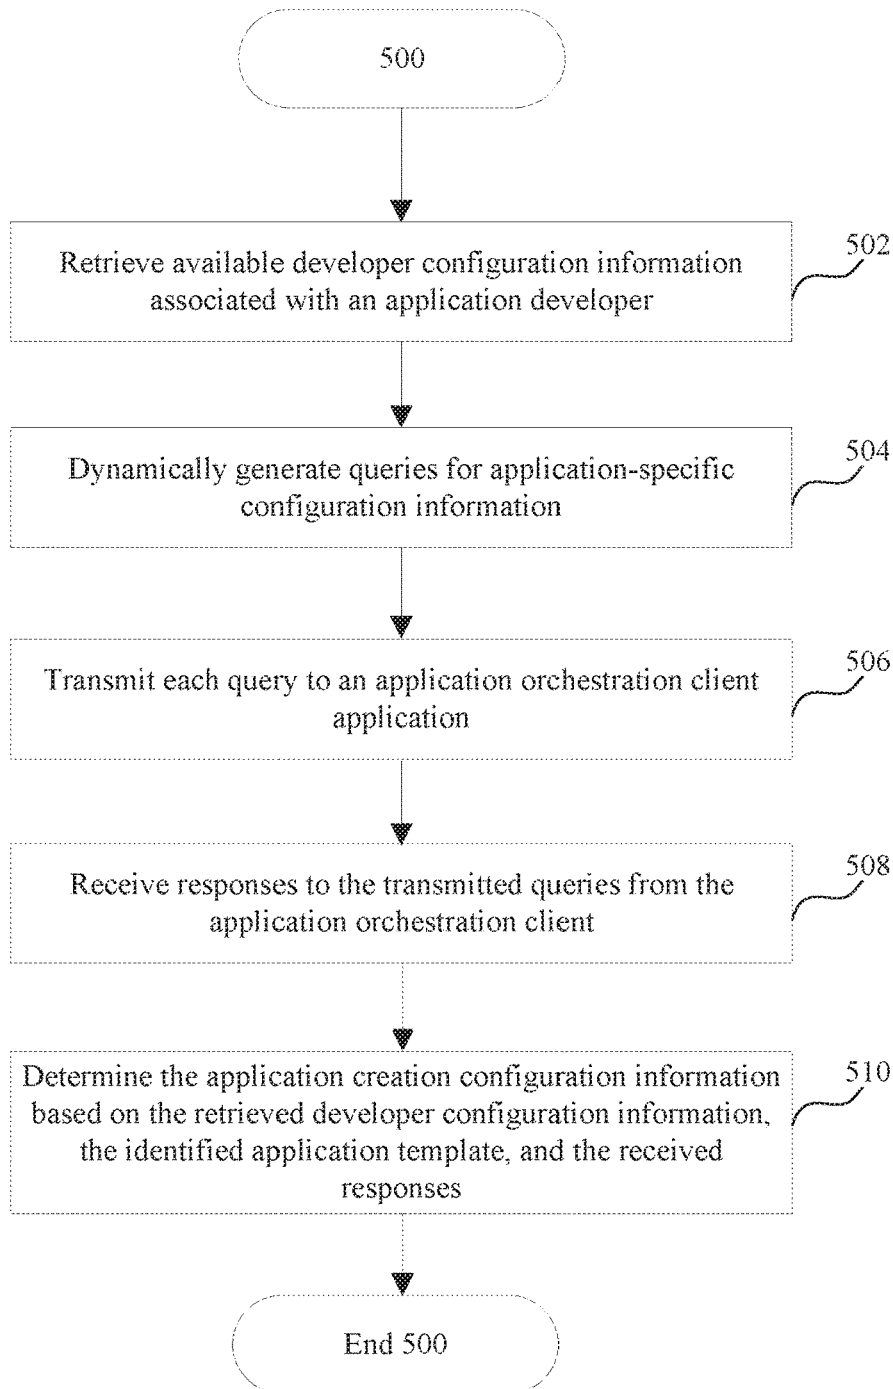 500
502
Retrieve available developer configuration information
associated with an application developer
504
Dynamically generate queries for application-specific
configuration information
506
Transmit each query to an application orchestration client
application
508
Receive responses to the transmitted queries from the
application orchestration client
510
Determine the application creation configuration information
based on the retrieved developer configuration information,
the identified application template, and the received
responses
End 500